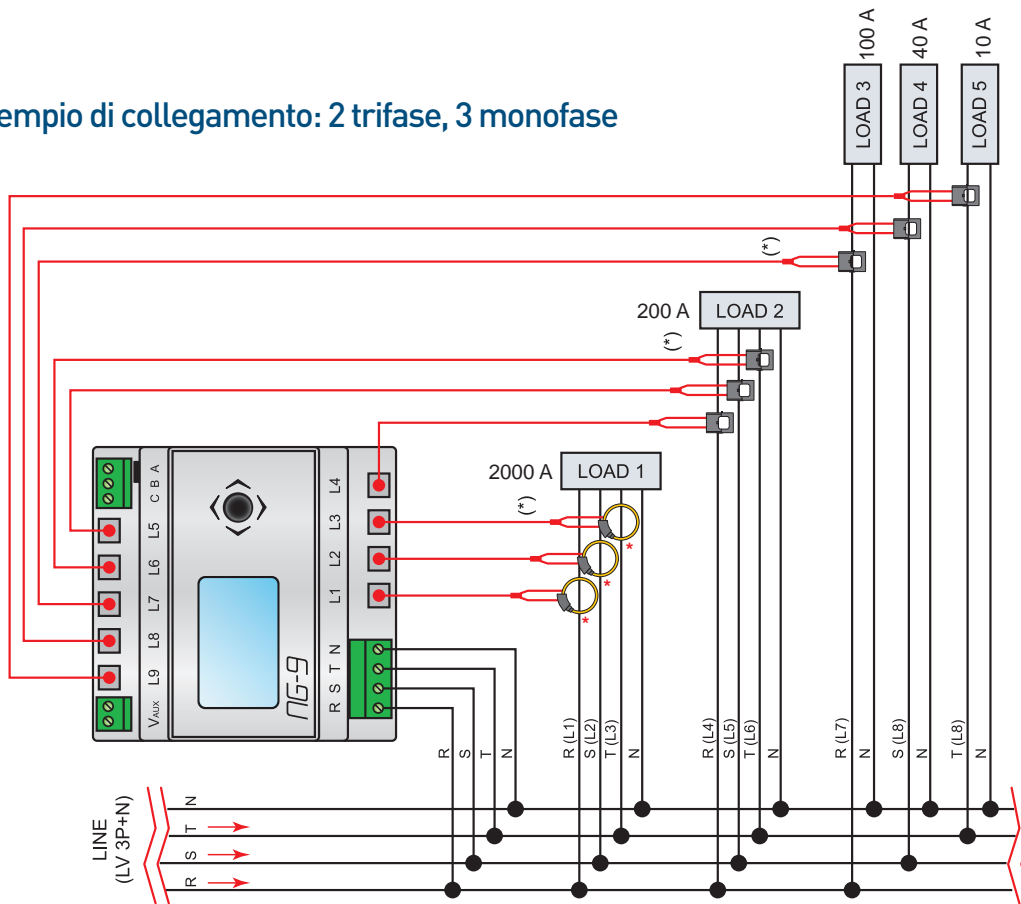 empio di collegamento: 2 trifase, 3 monofase
100 A
40 A
10 A
LOAD 3
LOAD 4
LOAD 5
(*)
200 A
LOAD 2
(*)
2000 A
LOAD 1
(*)
*
*
*
C B A
L5
L6
L7
L8
L9
VAUX
L4
L3
L2
L1
R S T N
NG-9
R
S
T
N
R (L1)
S (L2)
T (L3)
N
R (L4)
S (L5)
T (L6)
N
R (L7)
N
S (L8)
N
T (L8)
N
LINE
(LV 3P+N)
N
T
S
R